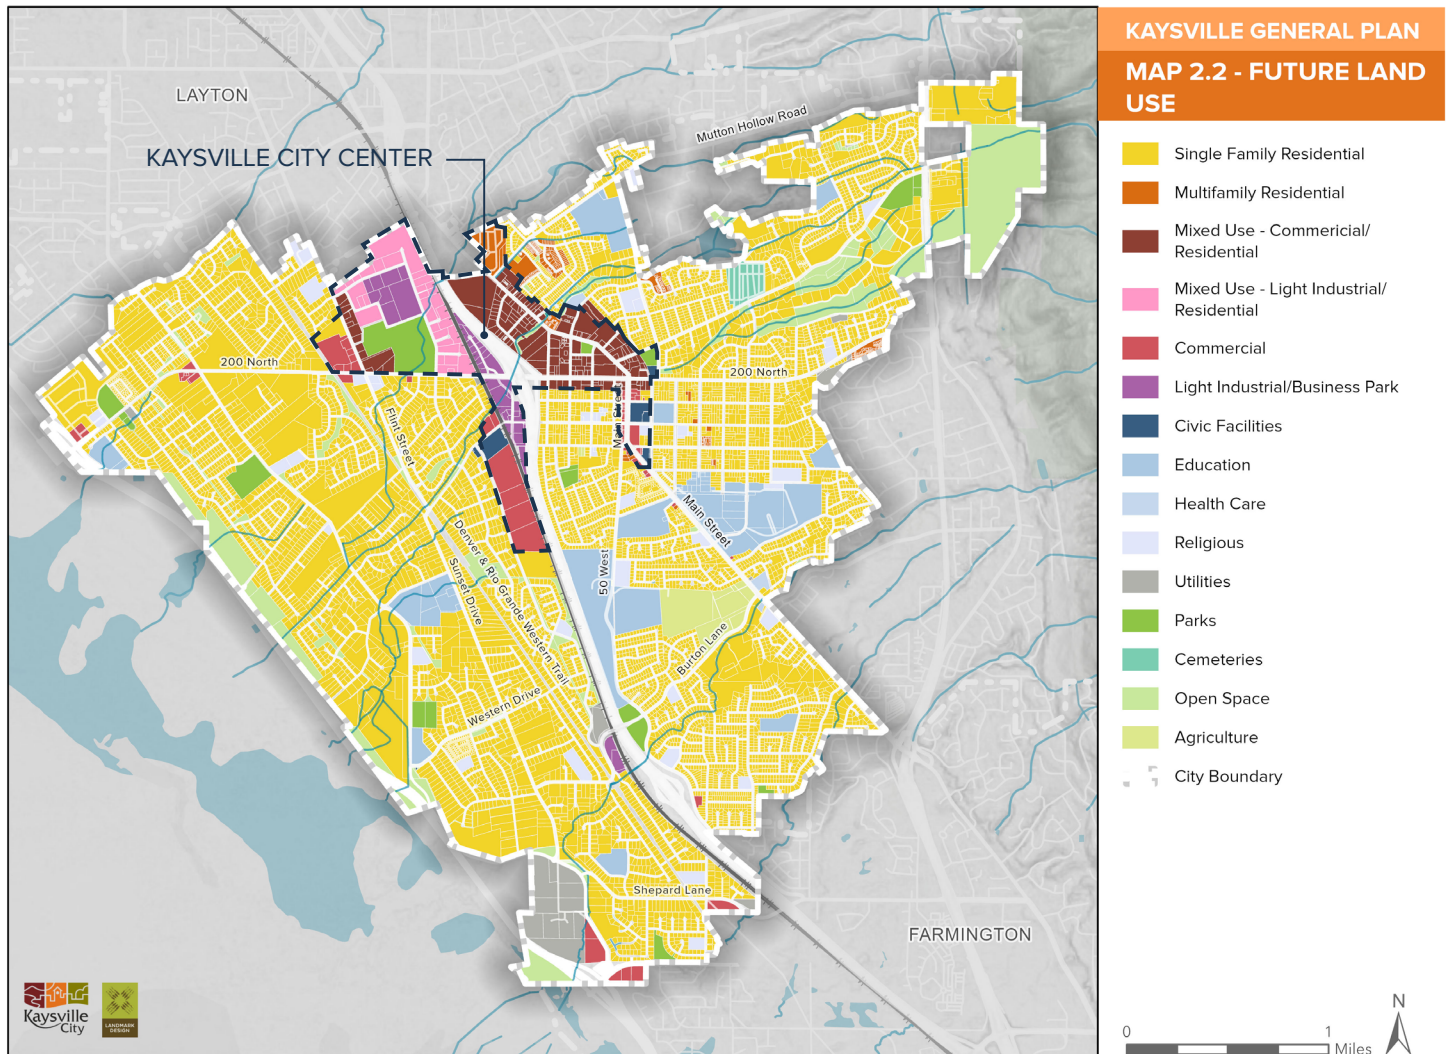 KAYSVILLE GENERAL PLAN
MAP 2.2 - FUTURE LAND
USE
LAYTON
KAYSVILLE CITY CENTER
Mutton Hollow Road
200 North
200 North
Flint Street
Main Street
Main Street
Denver & Rio Grande Western Trail
Sunset Drive
50 West
Burton Lane
Western Drive
Shepard Lane
FARMINGTON
Single Family Residential
Multifamily Residential
Mixed Use - Commericial/
Residential
Mixed Use - Light Industrial/
Residential
Commercial
Light Industrial/Business Park
Civic Facilities
Education
Health Care
Religious
Utilities
Parks
Cemeteries
Open Space
Agriculture
City Boundary
Kaysville
City
LANDMARK
DESIGN
N
0 1
Miles